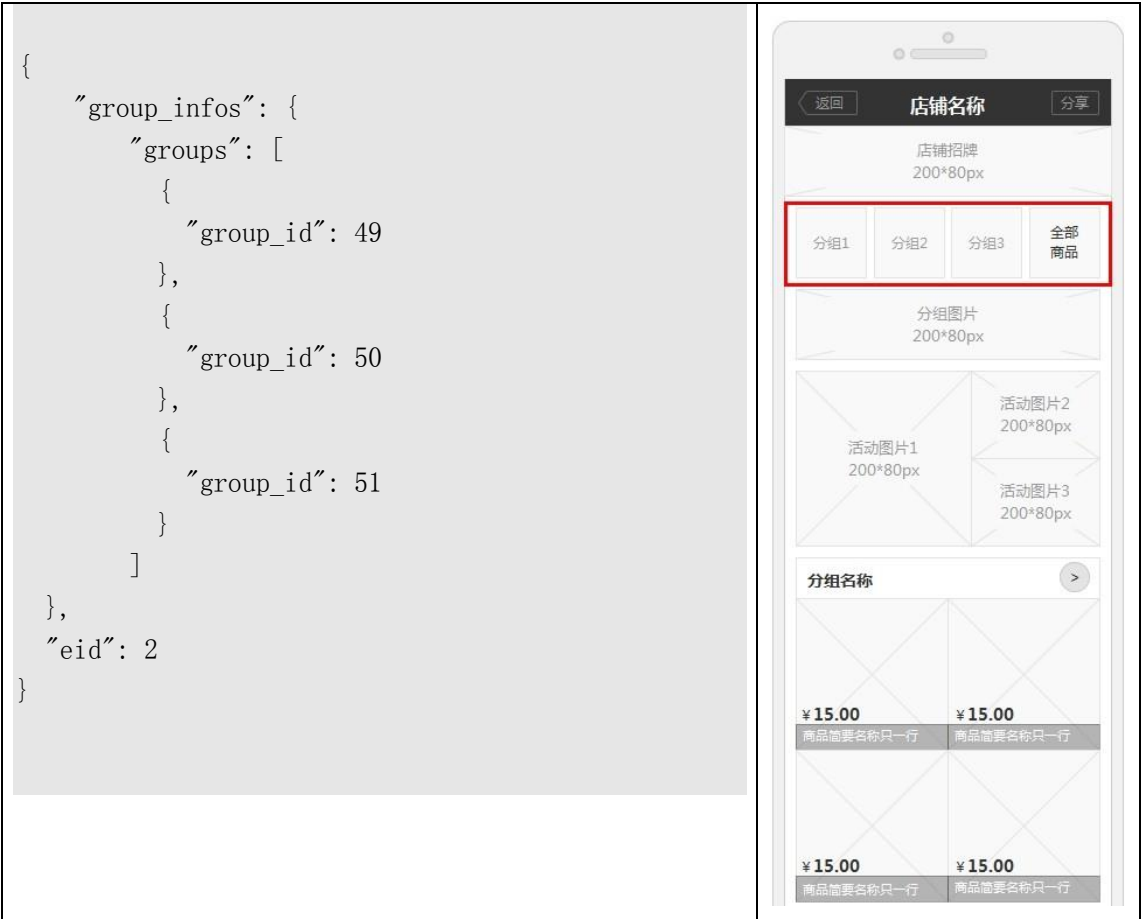 {
"group_infos": {
"groups": [
{
"group_id": 49
},
{
"group_id": 50
},
{
"group_id": 51
}
]
},
"eid": 2
}
返回 店铺名称 分享
店铺招牌
200*80px
分组1 分组2 分组3 全部
商品
分组图片
200*80px
活动图片1
200*80px
活动图片2
200*80px
活动图片3
200*80px
分组名称 >
¥15.00 ¥15.00
商品简要名称只一行 商品简要名称只一行
¥15.00 ¥15.00
商品简要名称只一行 商品简要名称只一行